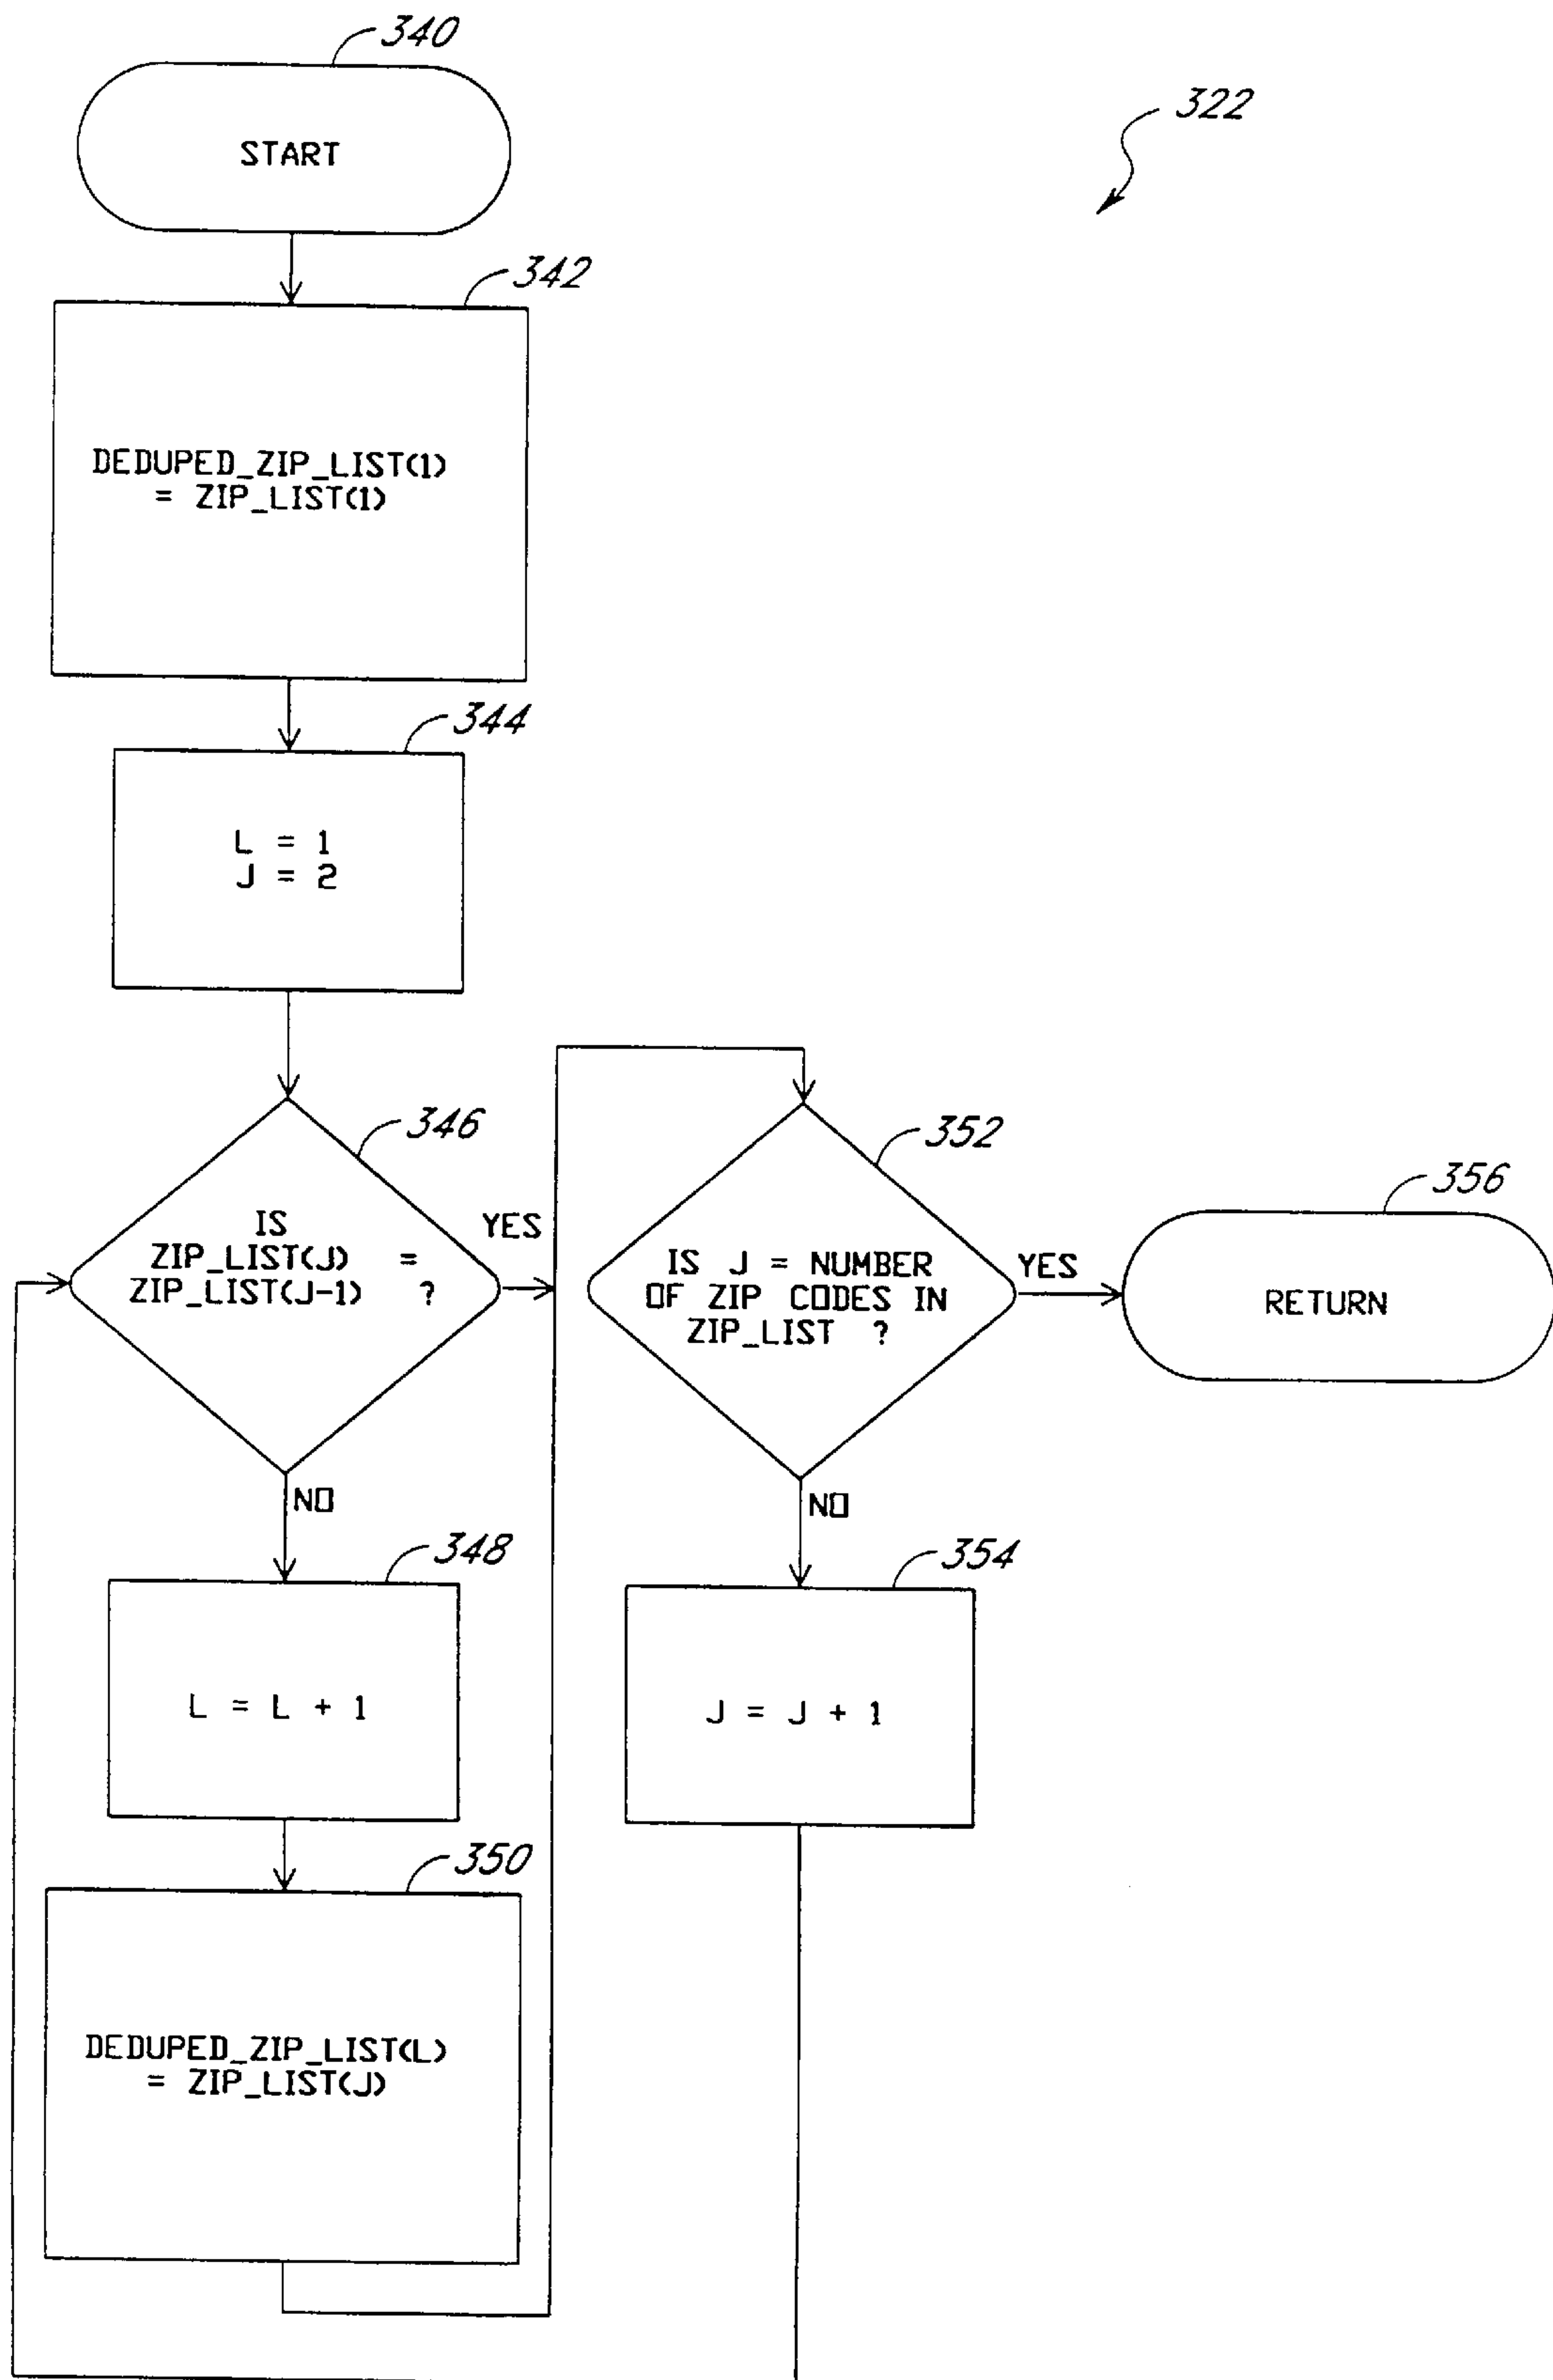 340
START
322
342
DEDUPED_ZIP_LIST(1)
= ZIP_LIST(1)
344
L = 1
J = 2
346
IS
ZIP_LIST(J) =
ZIP_LIST(J-1) ?
YES
NO
348
L = L + 1
350
DEDUPED_ZIP_LIST(L)
= ZIP_LIST(J)
352
IS J = NUMBER
OF ZIP CODES IN
ZIP_LIST ?
YES
NO
354
J = J + 1
356
RETURN